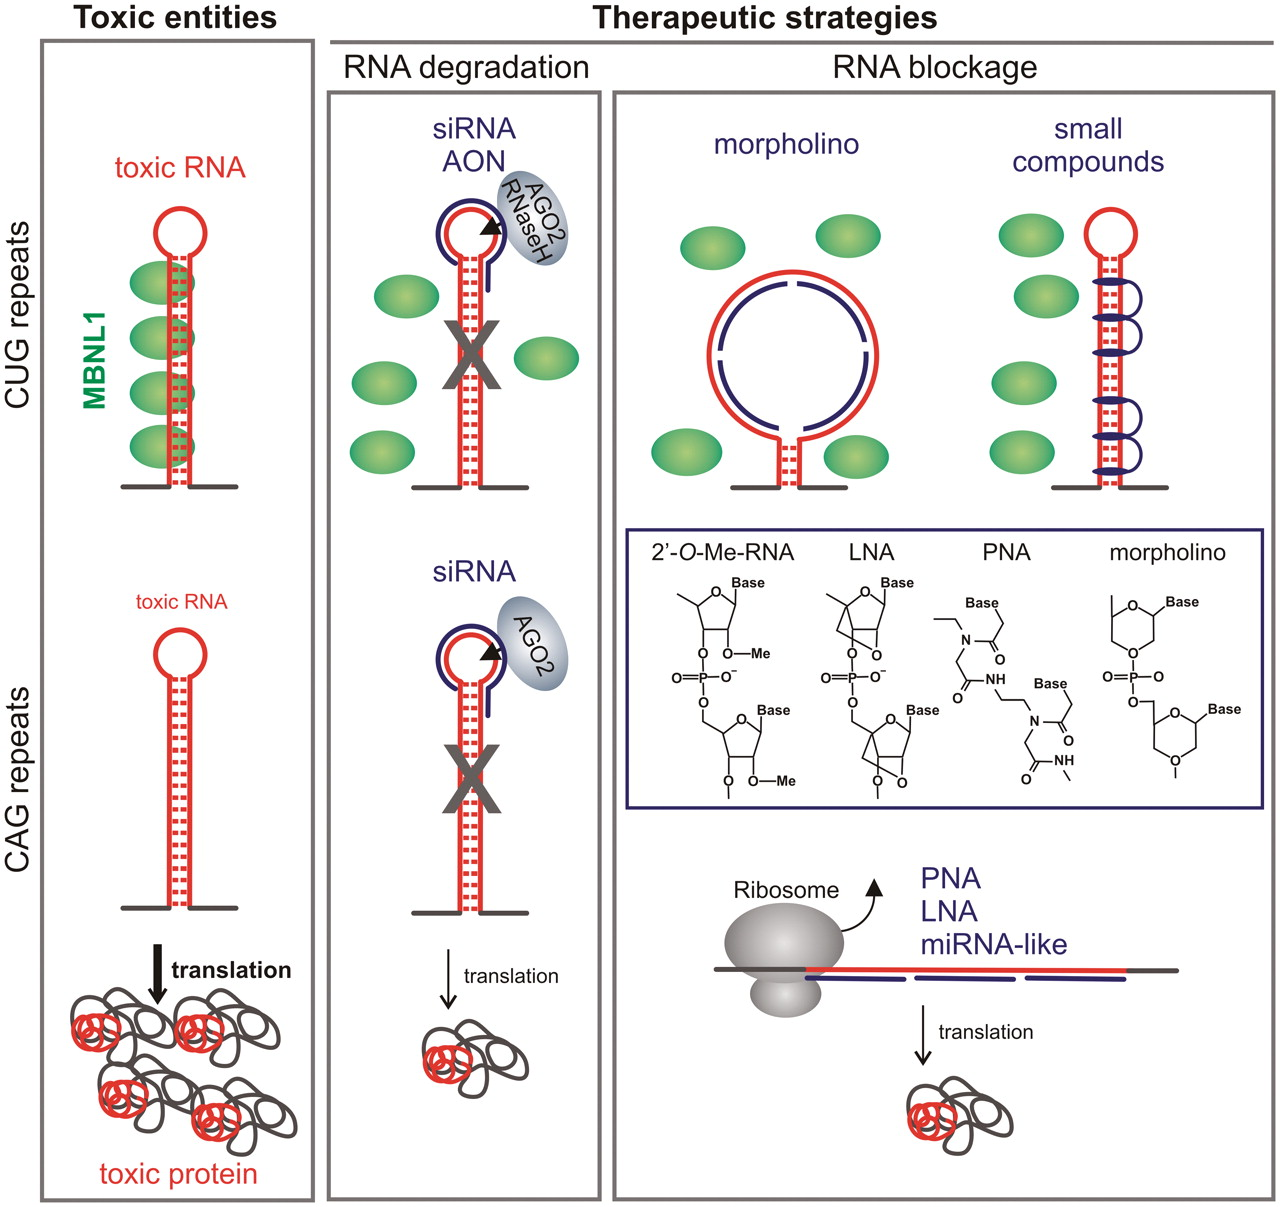 Toxic entities
Therapeutic strategies
RNA degradation
RNA blockage
CUG repeats
toxic RNA
MBNL1
siRNA
AON
AGO2
RNaseH
morpholino
small
compounds
CAG repeats
toxic RNA
translation
toxic protein
siRNA
AGO2
translation
2'-O-Me-RNA
LNA
PNA
morpholino
Base
O
O
O—Me
O=P—O⁻
O
Base
O
O
O—Me
Base
O
O
O
O=P—O⁻
O
Base
O
O
O
Base
N
O
O
NH
Base
N
O
O
NH
Base
O
O
O=P—O
O
Base
O
O
Ribosome
PNA
LNA
miRNA-like
translation